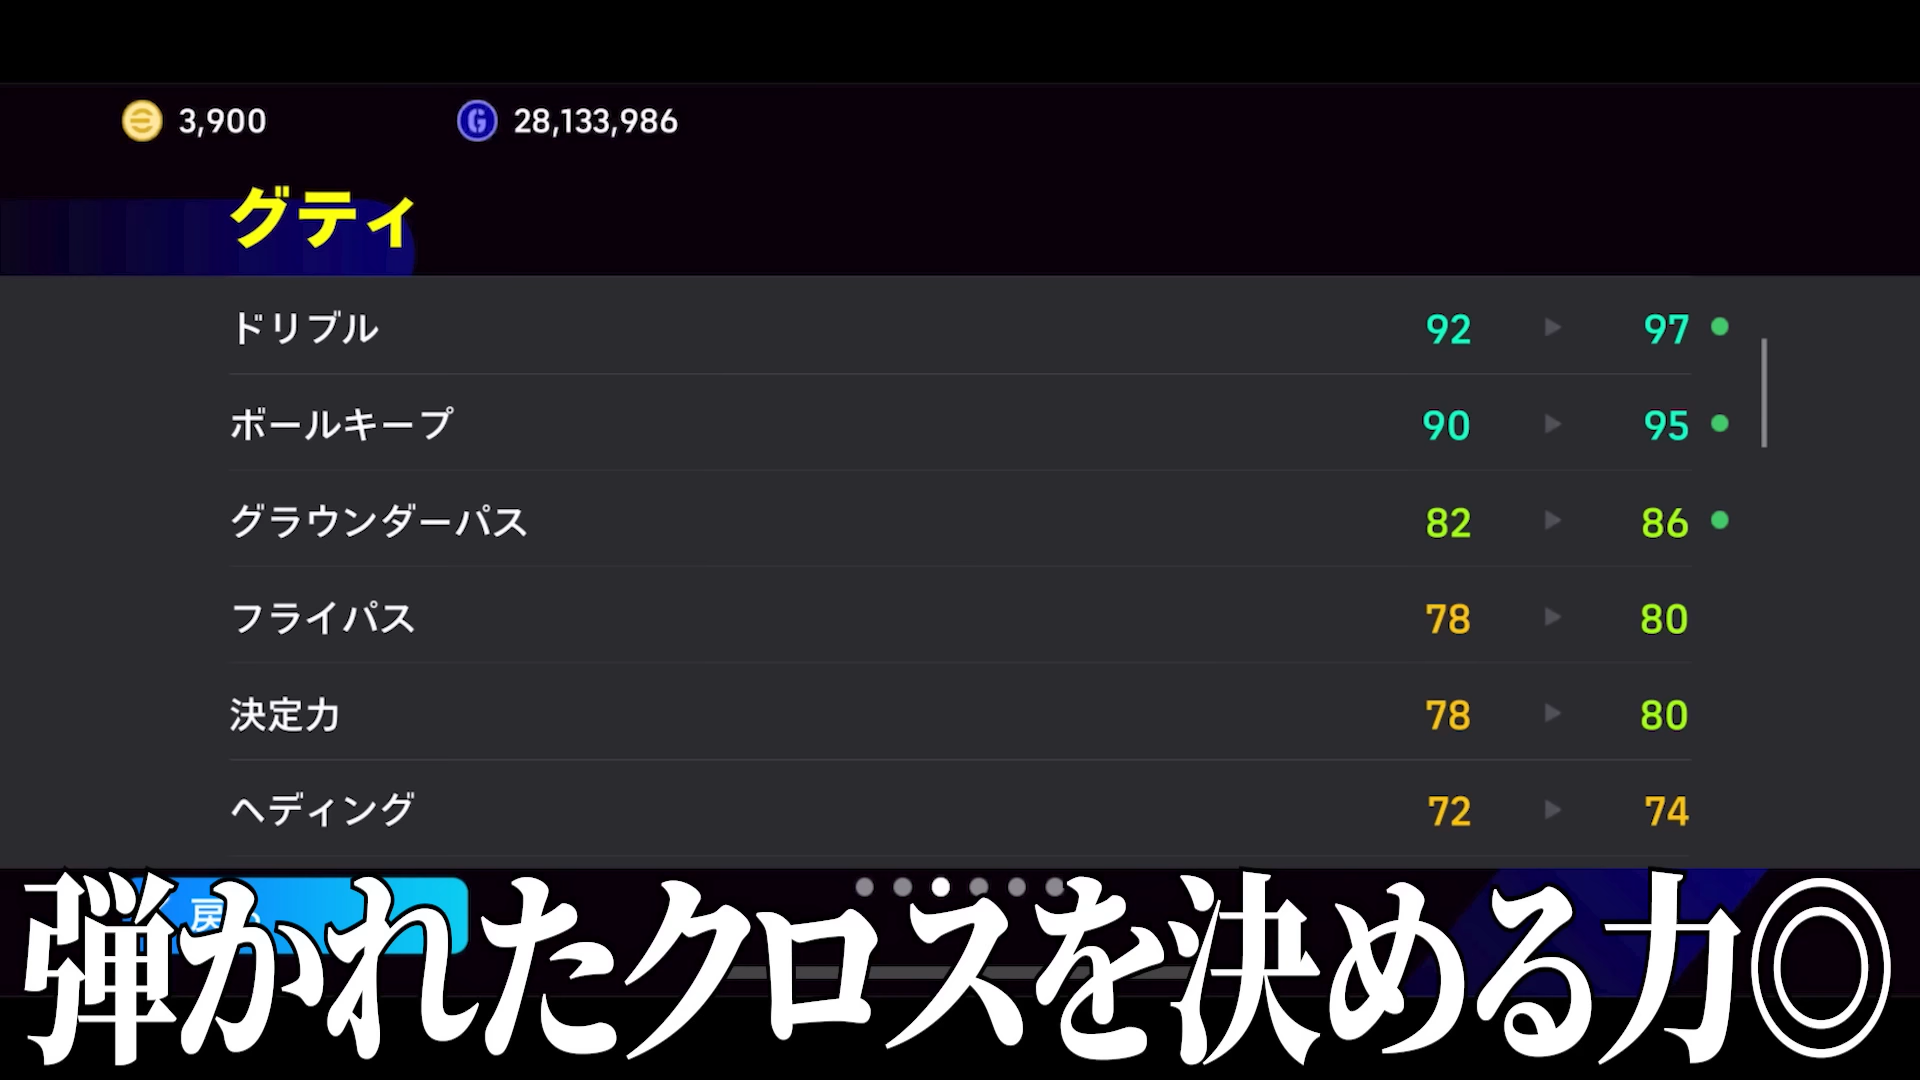 3,900 28,133,986
グティ
ドリブル 92 97
ボールキープ 90 95
グラウンダーパス 82 86
フライパス 78 80
決定力 78 80
ヘディング 72 74
弾かれたクロスを決める力◎